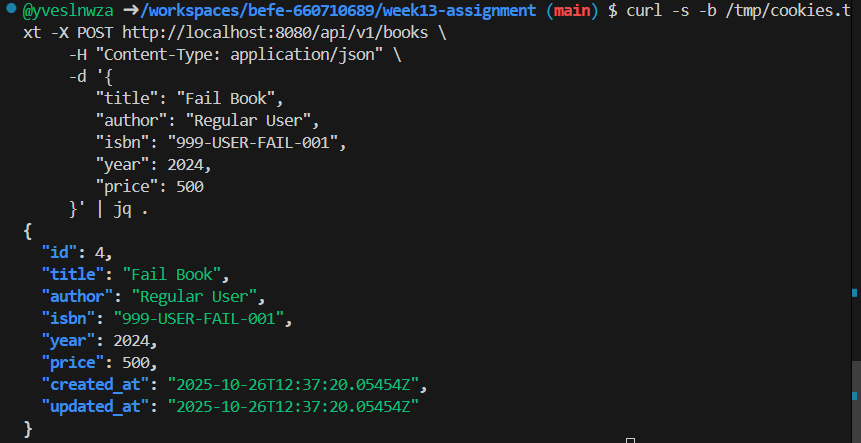 @yveslnwza ➜/workspaces/befe-660710689/week13-assignment (main) $ curl -s -b /tmp/cookies.t
xt -X POST http://localhost:8080/api/v1/books \
-H "Content-Type: application/json" \
-d '{
"title": "Fail Book",
"author": "Regular User",
"isbn": "999-USER-FAIL-001",
"year": 2024,
"price": 500
}' | jq .
{
"id": 4,
"title": "Fail Book",
"author": "Regular User",
"isbn": "999-USER-FAIL-001",
"year": 2024,
"price": 500,
"created_at": "2025-10-26T12:37:20.05454Z",
"updated_at": "2025-10-26T12:37:20.05454Z"
}